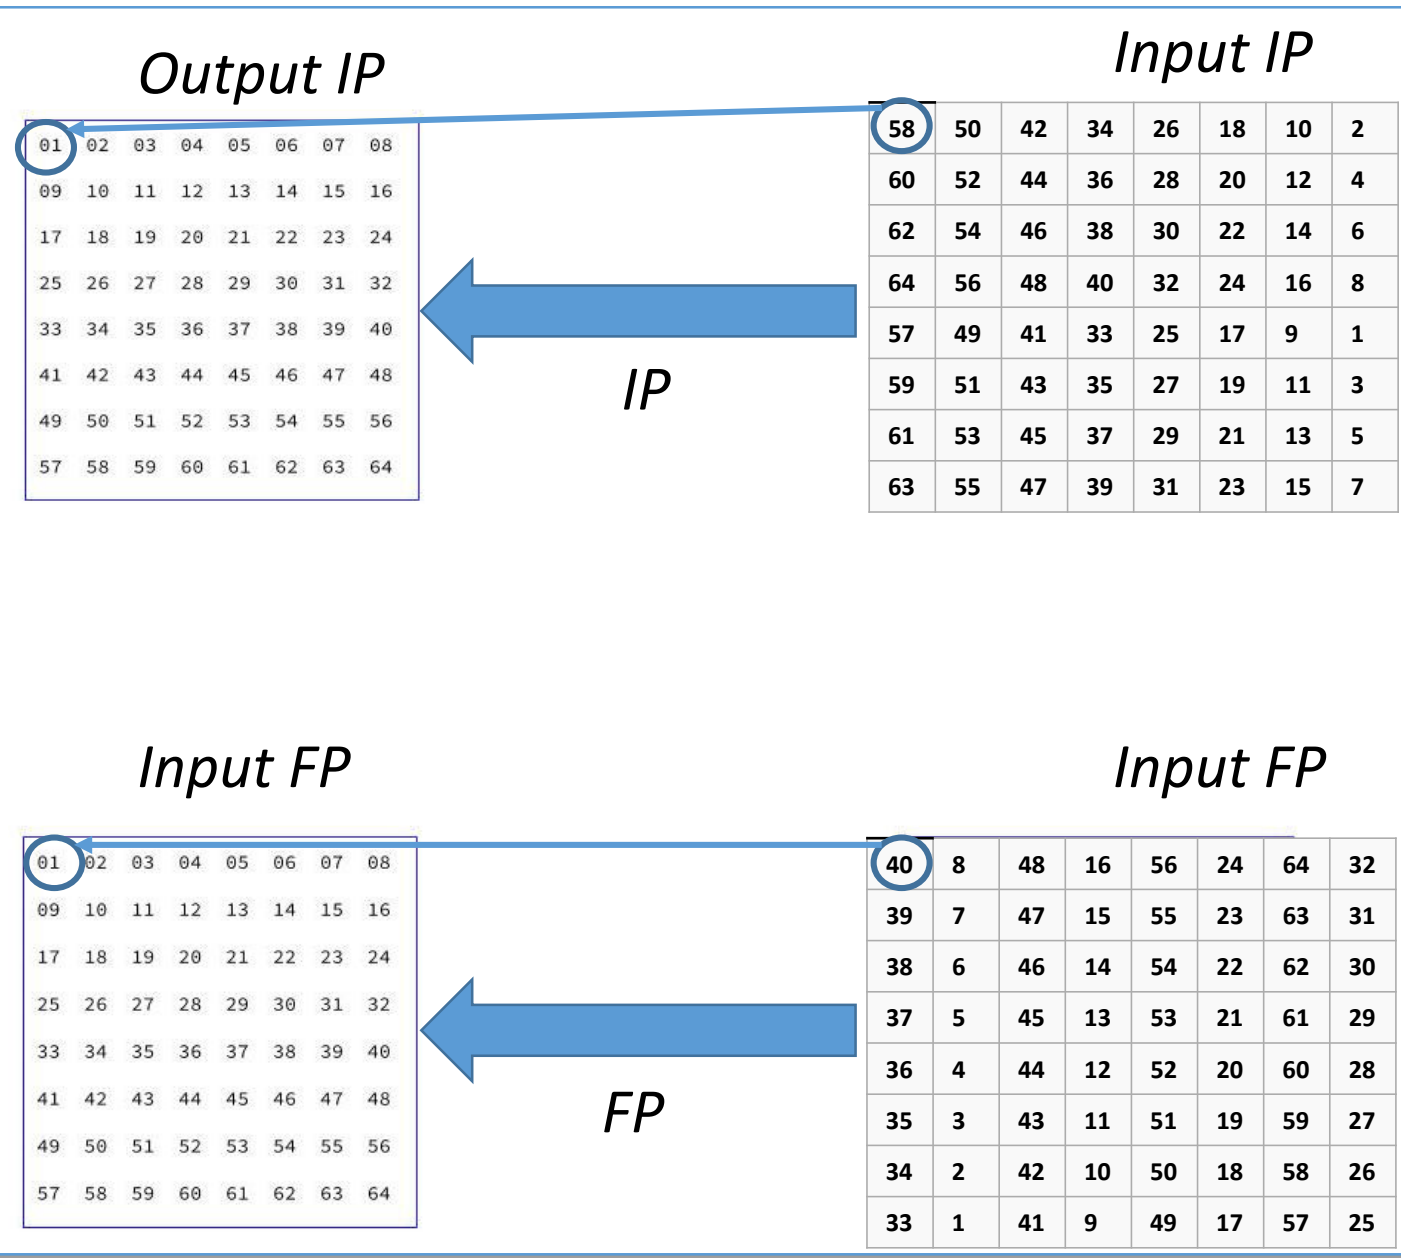 Output IP
Input IP
01 02 03 04 05 06 07 08
09 10 11 12 13 14 15 16
17 18 19 20 21 22 23 24
25 26 27 28 29 30 31 32
33 34 35 36 37 38 39 40
41 42 43 44 45 46 47 48
49 50 51 52 53 54 55 56
57 58 59 60 61 62 63 64
IP
58 50 42 34 26 18 10 2
60 52 44 36 28 20 12 4
62 54 46 38 30 22 14 6
64 56 48 40 32 24 16 8
57 49 41 33 25 17 9 1
59 51 43 35 27 19 11 3
61 53 45 37 29 21 13 5
63 55 47 39 31 23 15 7
Input FP
Input FP
01 02 03 04 05 06 07 08
09 10 11 12 13 14 15 16
17 18 19 20 21 22 23 24
25 26 27 28 29 30 31 32
33 34 35 36 37 38 39 40
41 42 43 44 45 46 47 48
49 50 51 52 53 54 55 56
57 58 59 60 61 62 63 64
FP
40 8 48 16 56 24 64 32
39 7 47 15 55 23 63 31
38 6 46 14 54 22 62 30
37 5 45 13 53 21 61 29
36 4 44 12 52 20 60 28
35 3 43 11 51 19 59 27
34 2 42 10 50 18 58 26
33 1 41 9 49 17 57 25